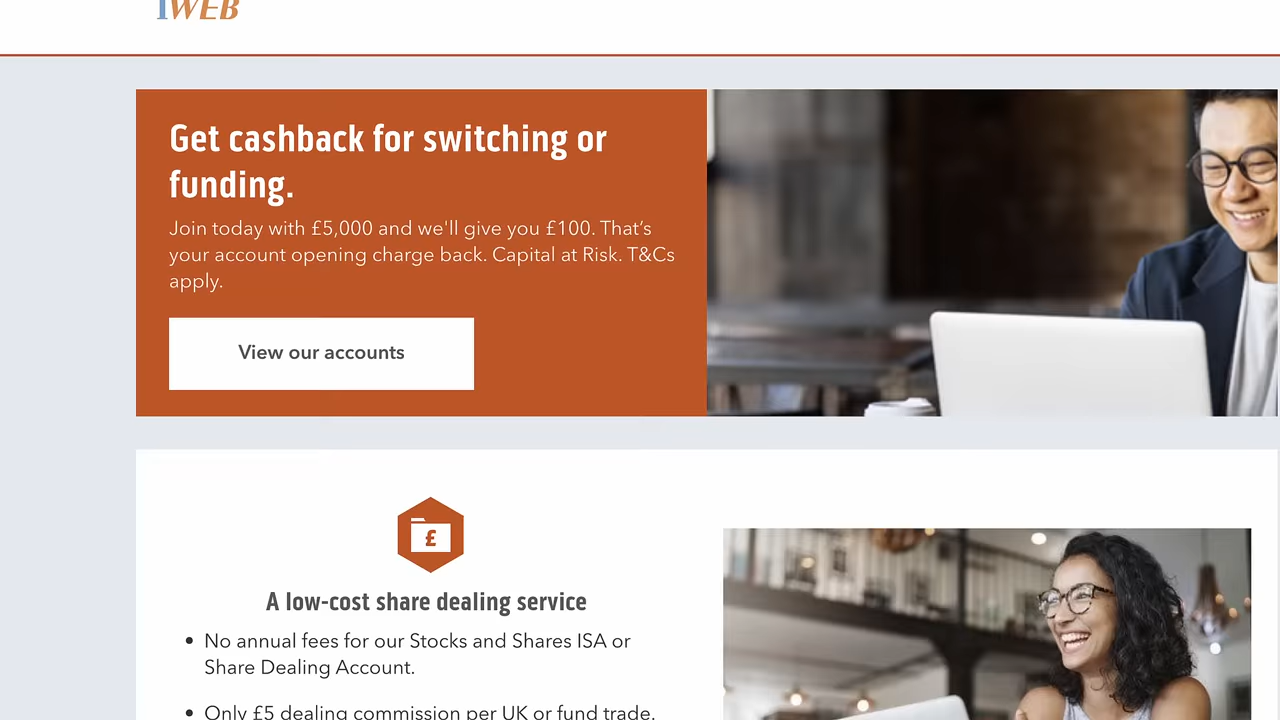 IWEB
Get cashback for switching or
funding.
Join today with £5,000 and we'll give you £100. That’s
your account opening charge back. Capital at Risk. T&Cs
apply.
View our accounts
£
A low-cost share dealing service
• No annual fees for our Stocks and Shares ISA or
Share Dealing Account.
• Only £5 dealing commission per UK or fund trade.